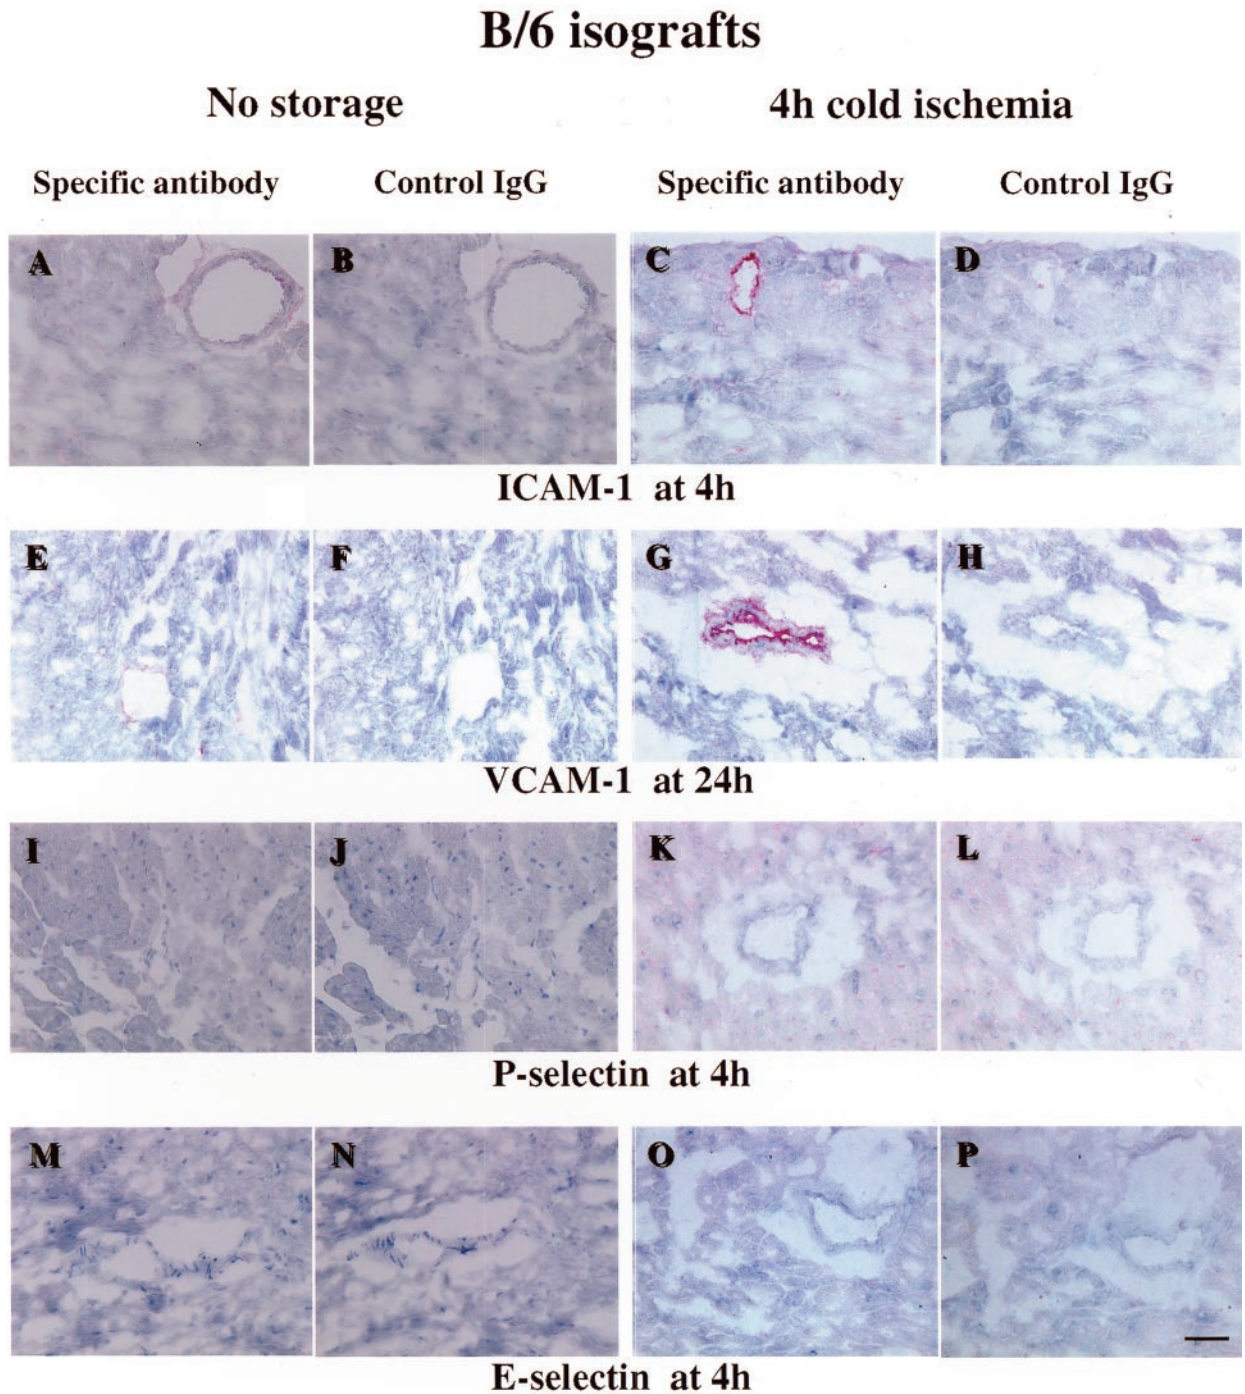 B/6 isografts
No storage 4h cold ischemia
Specific antibody Control IgG Specific antibody Control IgG
A B C D
ICAM-1 at 4h
E F G H
VCAM-1 at 24h
I J K L
P-selectin at 4h
M N O P
E-selectin at 4h